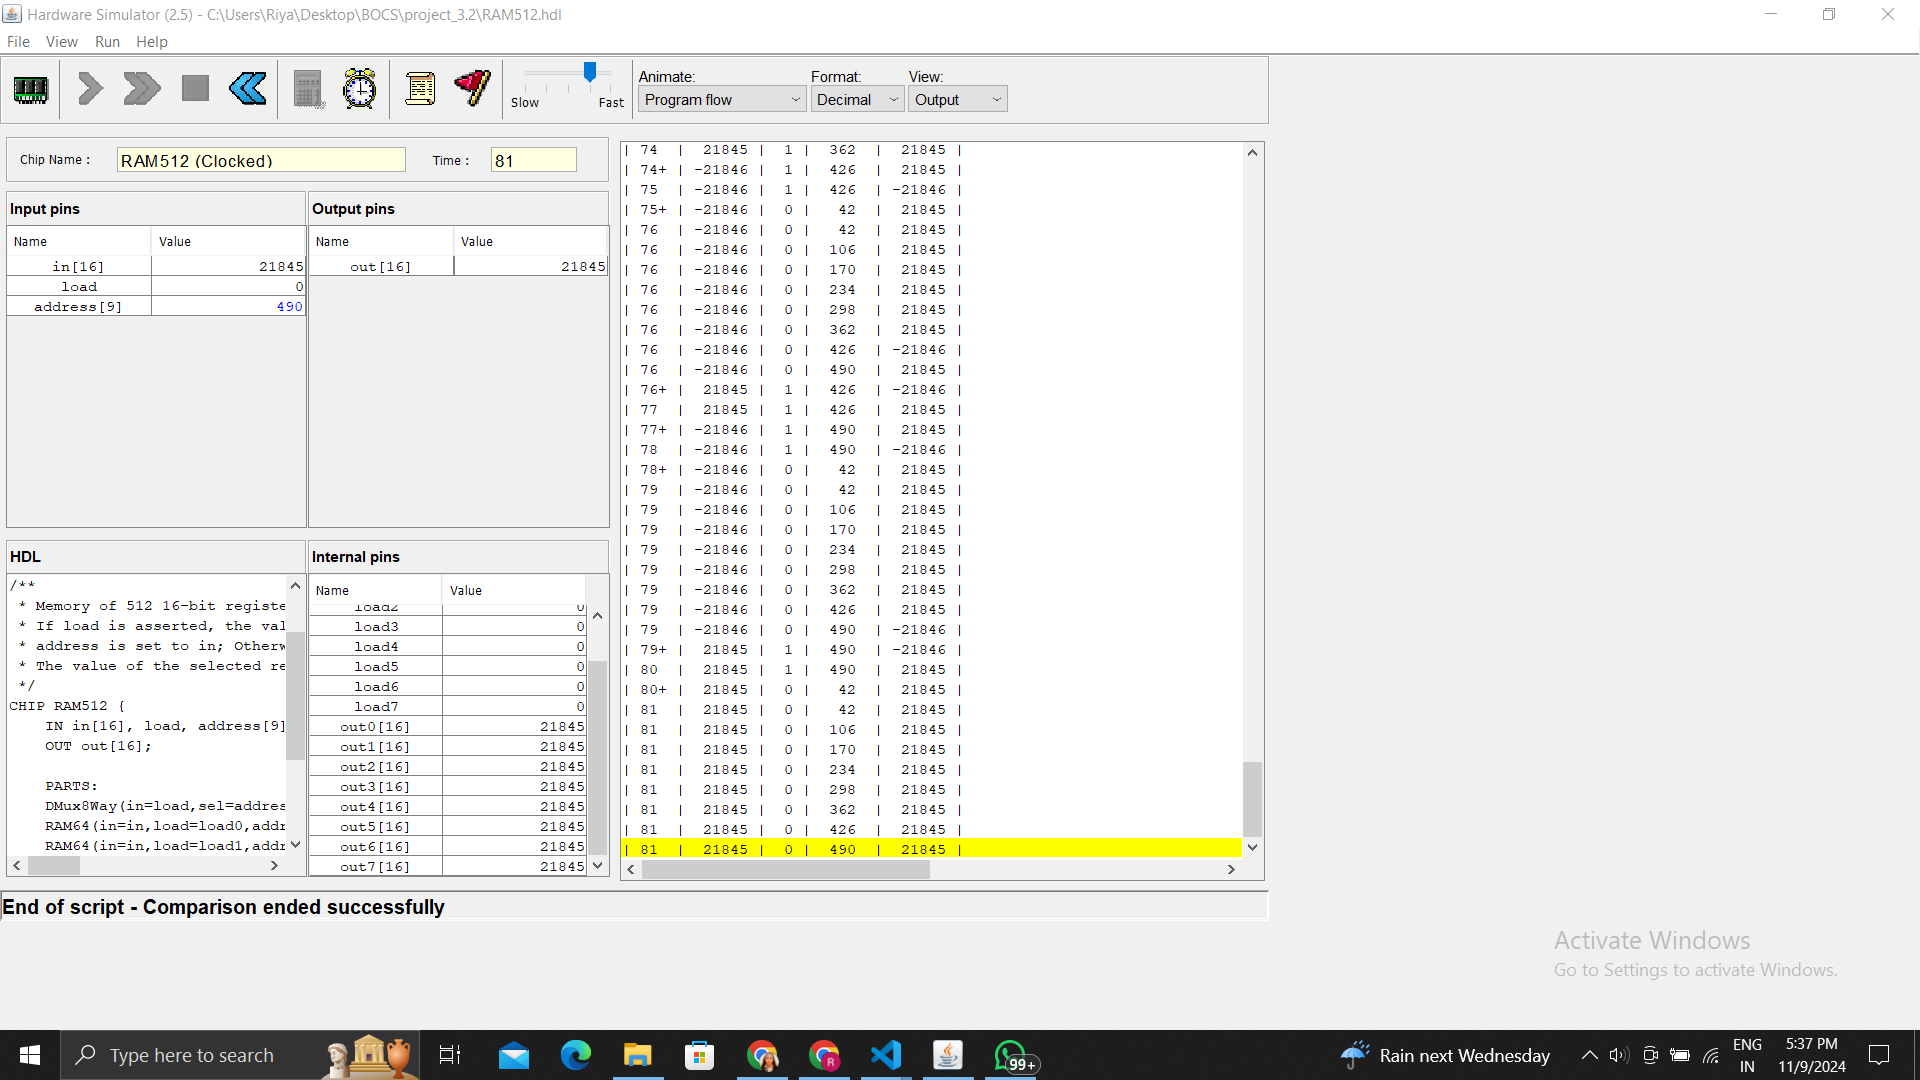 Hardware Simulator (2.5) - C:\Users\Riya\Desktop\BOCS\project_3.2\RAM512.hdl
File View Run Help
Slow Fast
Animate: Format: View:
Program flow Decimal Output
Chip Name : RAM512 (Clocked) Time : 81
Input pins
Name Value
in[16] 21845
load 0
address[9] 490
Output pins
Name Value
out[16] 21845
HDL
/**
* Memory of 512 16-bit registe
* If load is asserted, the val
* address is set to in; Otherw
* The value of the selected re
*/
CHIP RAM512 {
IN in[16], load, address[9]
OUT out[16];
PARTS:
DMux8Way(in=load,sel=addres
RAM64(in=in,load=load0,addr
RAM64(in=in,load=load1,addr
Internal pins
Name Value
load2 0
load3 0
load4 0
load5 0
load6 0
load7 0
out0[16] 21845
out1[16] 21845
out2[16] 21845
out3[16] 21845
out4[16] 21845
out5[16] 21845
out6[16] 21845
out7[16] 21845
| 74 | 21845 | 1 | 362 | 21845 |
| 74+ | -21846 | 1 | 426 | 21845 |
| 75 | -21846 | 1 | 426 | -21846 |
| 75+ | -21846 | 0 | 42 | 21845 |
| 76 | -21846 | 0 | 42 | 21845 |
| 76 | -21846 | 0 | 106 | 21845 |
| 76 | -21846 | 0 | 170 | 21845 |
| 76 | -21846 | 0 | 234 | 21845 |
| 76 | -21846 | 0 | 298 | 21845 |
| 76 | -21846 | 0 | 362 | 21845 |
| 76 | -21846 | 0 | 426 | -21846 |
| 76 | -21846 | 0 | 490 | 21845 |
| 76+ | 21845 | 1 | 426 | -21846 |
| 77 | 21845 | 1 | 426 | 21845 |
| 77+ | -21846 | 1 | 490 | 21845 |
| 78 | -21846 | 1 | 490 | -21846 |
| 78+ | -21846 | 0 | 42 | 21845 |
| 79 | -21846 | 0 | 42 | 21845 |
| 79 | -21846 | 0 | 106 | 21845 |
| 79 | -21846 | 0 | 170 | 21845 |
| 79 | -21846 | 0 | 234 | 21845 |
| 79 | -21846 | 0 | 298 | 21845 |
| 79 | -21846 | 0 | 362 | 21845 |
| 79 | -21846 | 0 | 426 | 21845 |
| 79 | -21846 | 0 | 490 | -21846 |
| 79+ | 21845 | 1 | 490 | -21846 |
| 80 | 21845 | 1 | 490 | 21845 |
| 80+ | 21845 | 0 | 42 | 21845 |
| 81 | 21845 | 0 | 42 | 21845 |
| 81 | 21845 | 0 | 106 | 21845 |
| 81 | 21845 | 0 | 170 | 21845 |
| 81 | 21845 | 0 | 234 | 21845 |
| 81 | 21845 | 0 | 298 | 21845 |
| 81 | 21845 | 0 | 362 | 21845 |
| 81 | 21845 | 0 | 426 | 21845 |
| 81 | 21845 | 0 | 490 | 21845 |
End of script - Comparison ended successfully
Activate Windows
Go to Settings to activate Windows.
Type here to search
R
99+
Rain next Wednesday
ENG
IN
5:37 PM
11/9/2024